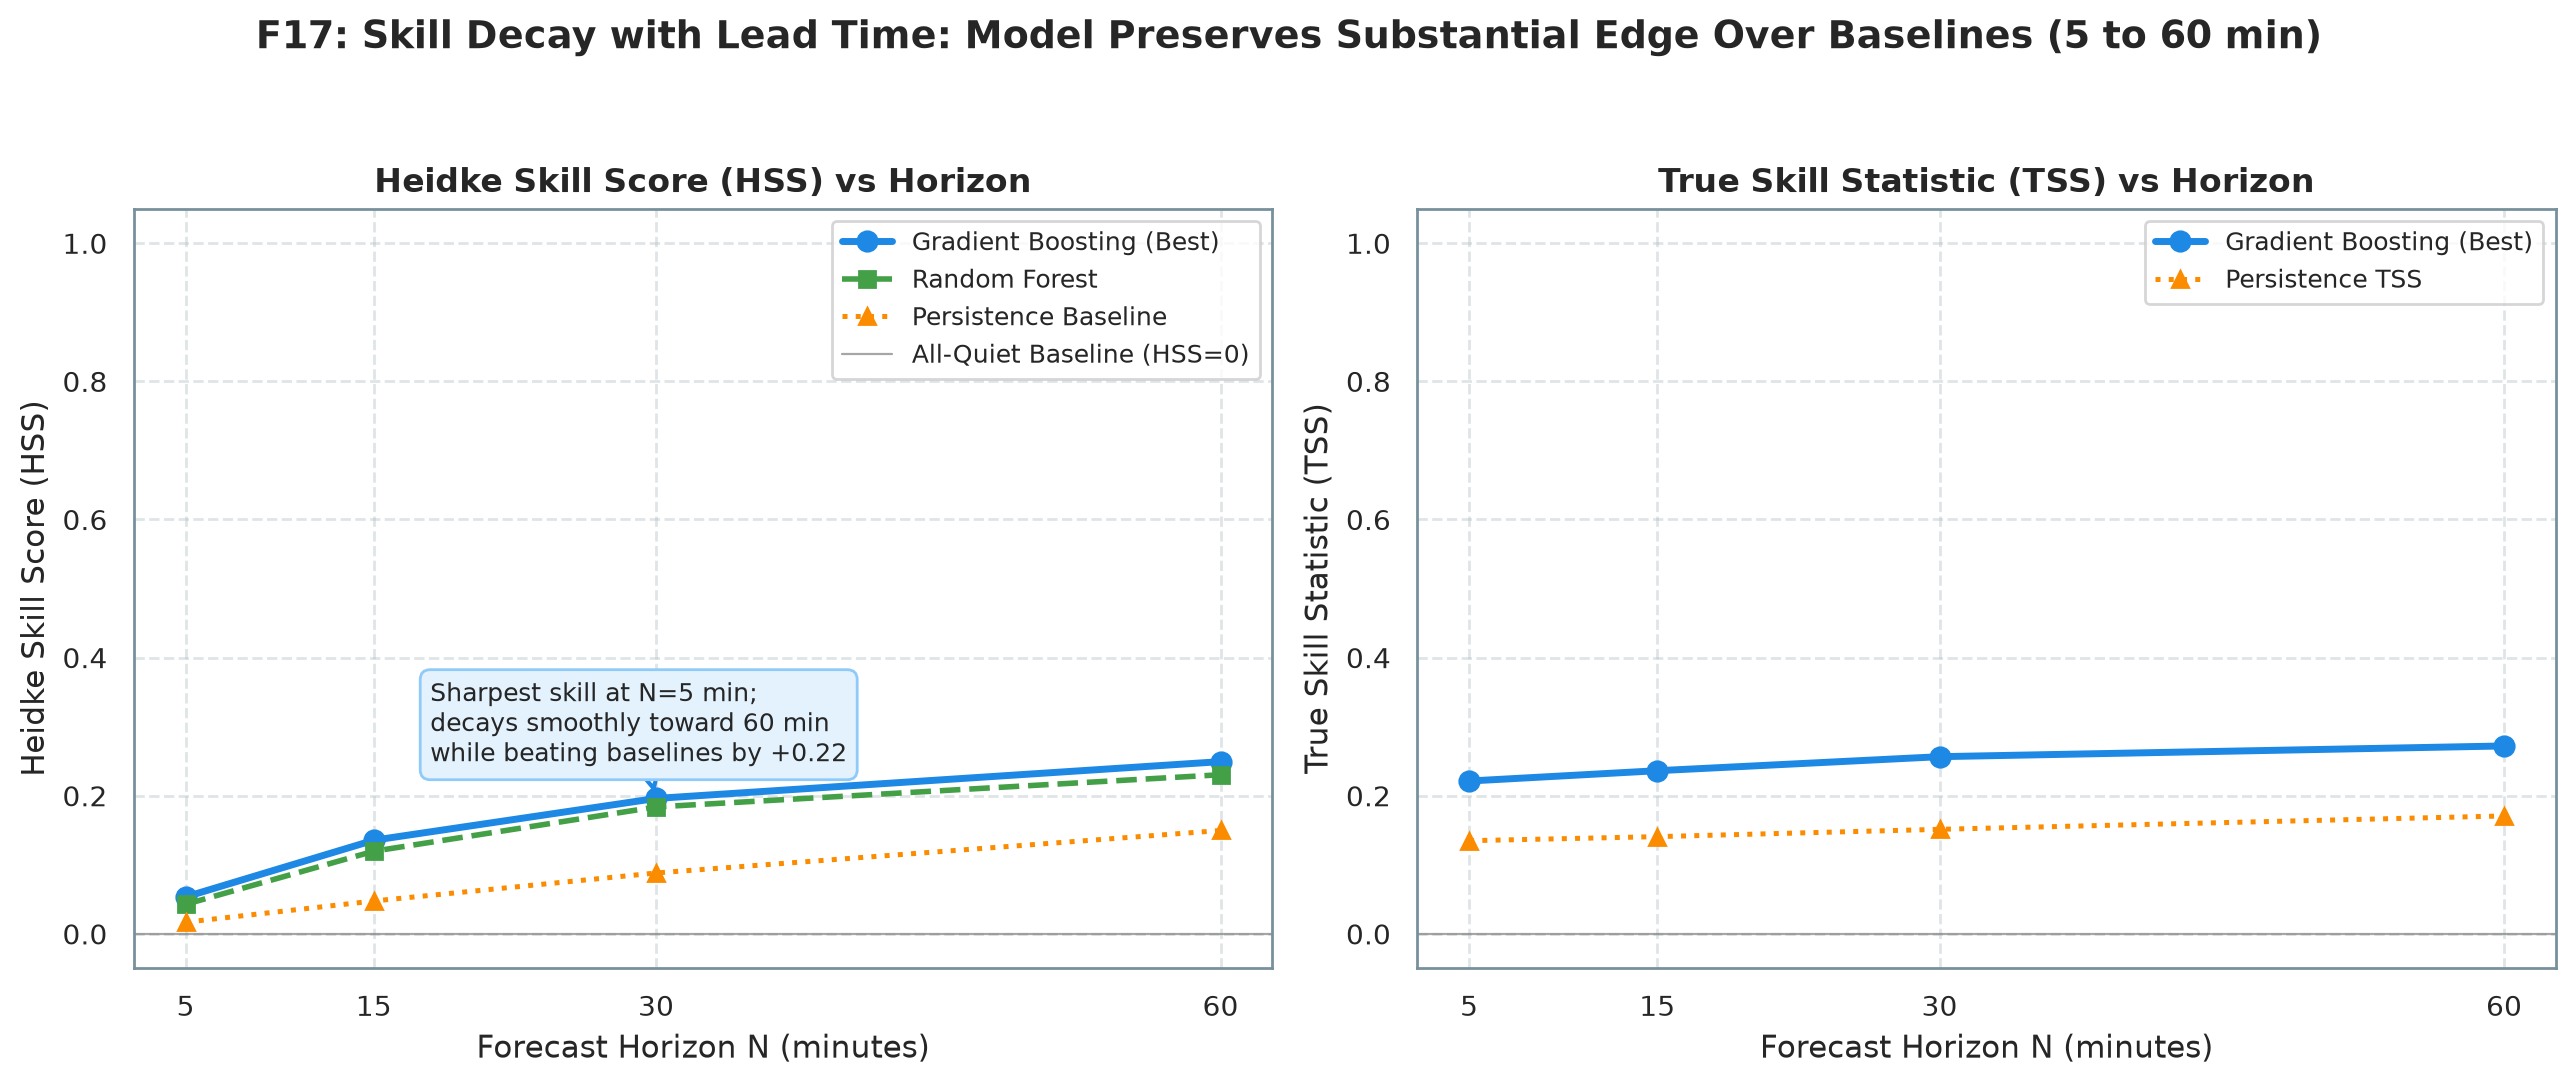 F17: Skill Decay with Lead Time: Model Preserves Substantial Edge Over Baselines (5 to 60 min)
Heidke Skill Score (HSS) vs Horizon
Heidke Skill Score (HSS)
1.0
0.8
0.6
0.4
0.2
0.0
Gradient Boosting (Best)
Random Forest
Persistence Baseline
All-Quiet Baseline (HSS=0)
Sharpest skill at N=5 min;
decays smoothly toward 60 min
while beating baselines by +0.22
5
15
30
60
Forecast Horizon N (minutes)
True Skill Statistic (TSS) vs Horizon
True Skill Statistic (TSS)
1.0
0.8
0.6
0.4
0.2
0.0
Gradient Boosting (Best)
Persistence TSS
5
15
30
60
Forecast Horizon N (minutes)